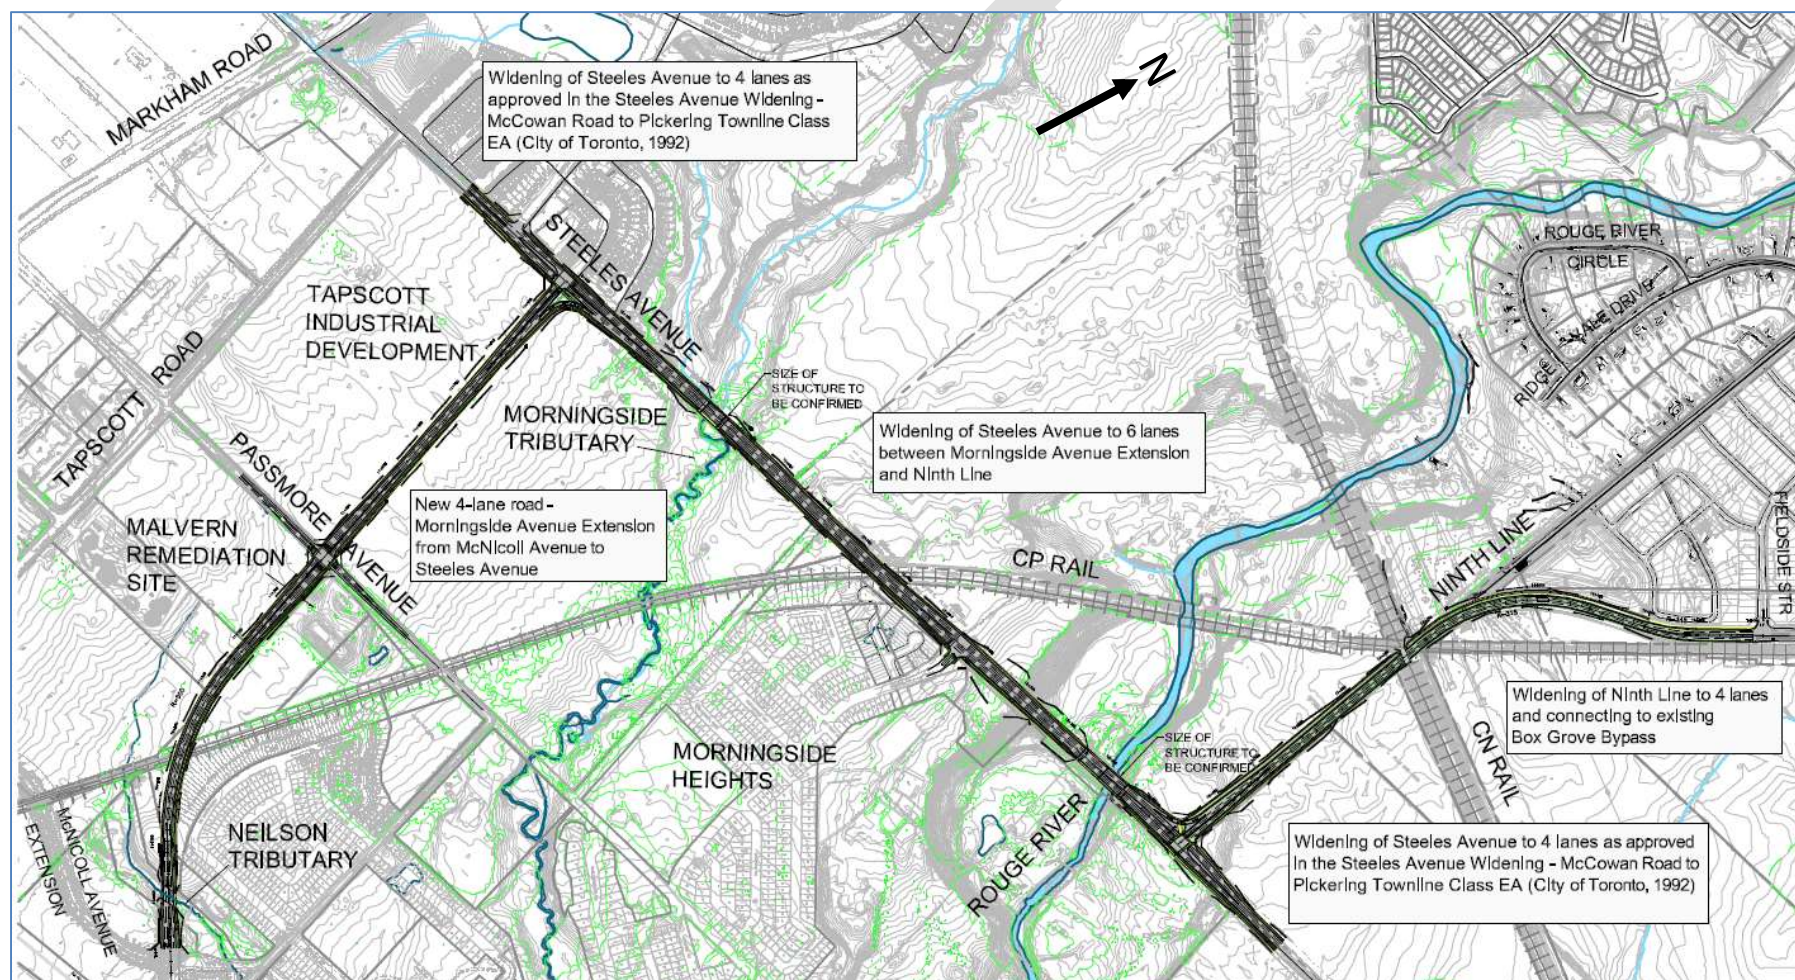 MARKHAM ROAD
Widening of Steeles Avenue to 4 lanes as
approved in the Steeles Avenue Widening -
McCowan Road to Pickering Townline Class
EA (City of Toronto, 1992)
N
STEELES AVENUE
ROUGE RIVER
CIRCLE
RIDGEVALE DRIVE
TAPSCOTT
INDUSTRIAL
DEVELOPMENT
TAPSCOTT ROAD
SIZE OF
STRUCTURE TO
BE CONFIRMED
MORNINGSIDE
TRIBUTARY
Widening of Steeles Avenue to 6 lanes
between Morningside Avenue Extension
and Ninth Line
PASSMORE AVENUE
New 4-lane road -
Morningside Avenue Extension
from McNicoll Avenue to
Steeles Avenue
MALVERN
REMEDIATION
SITE
CP RAIL
NINTH LINE
FIELDSIDE STR
R=315
Widening of Ninth Line to 4 lanes
and connecting to existing
Box Grove Bypass
CN RAIL
MORNINGSIDE
HEIGHTS
SIZE OF
STRUCTURE TO
BE CONFIRMED
ROUGE RIVER
Widening of Steeles Avenue to 4 lanes as approved
in the Steeles Avenue Widening - McCowan Road to
Pickering Townline Class EA (City of Toronto, 1992)
NEILSON
TRIBUTARY
McNICOLL AVENUE
EXTENSION